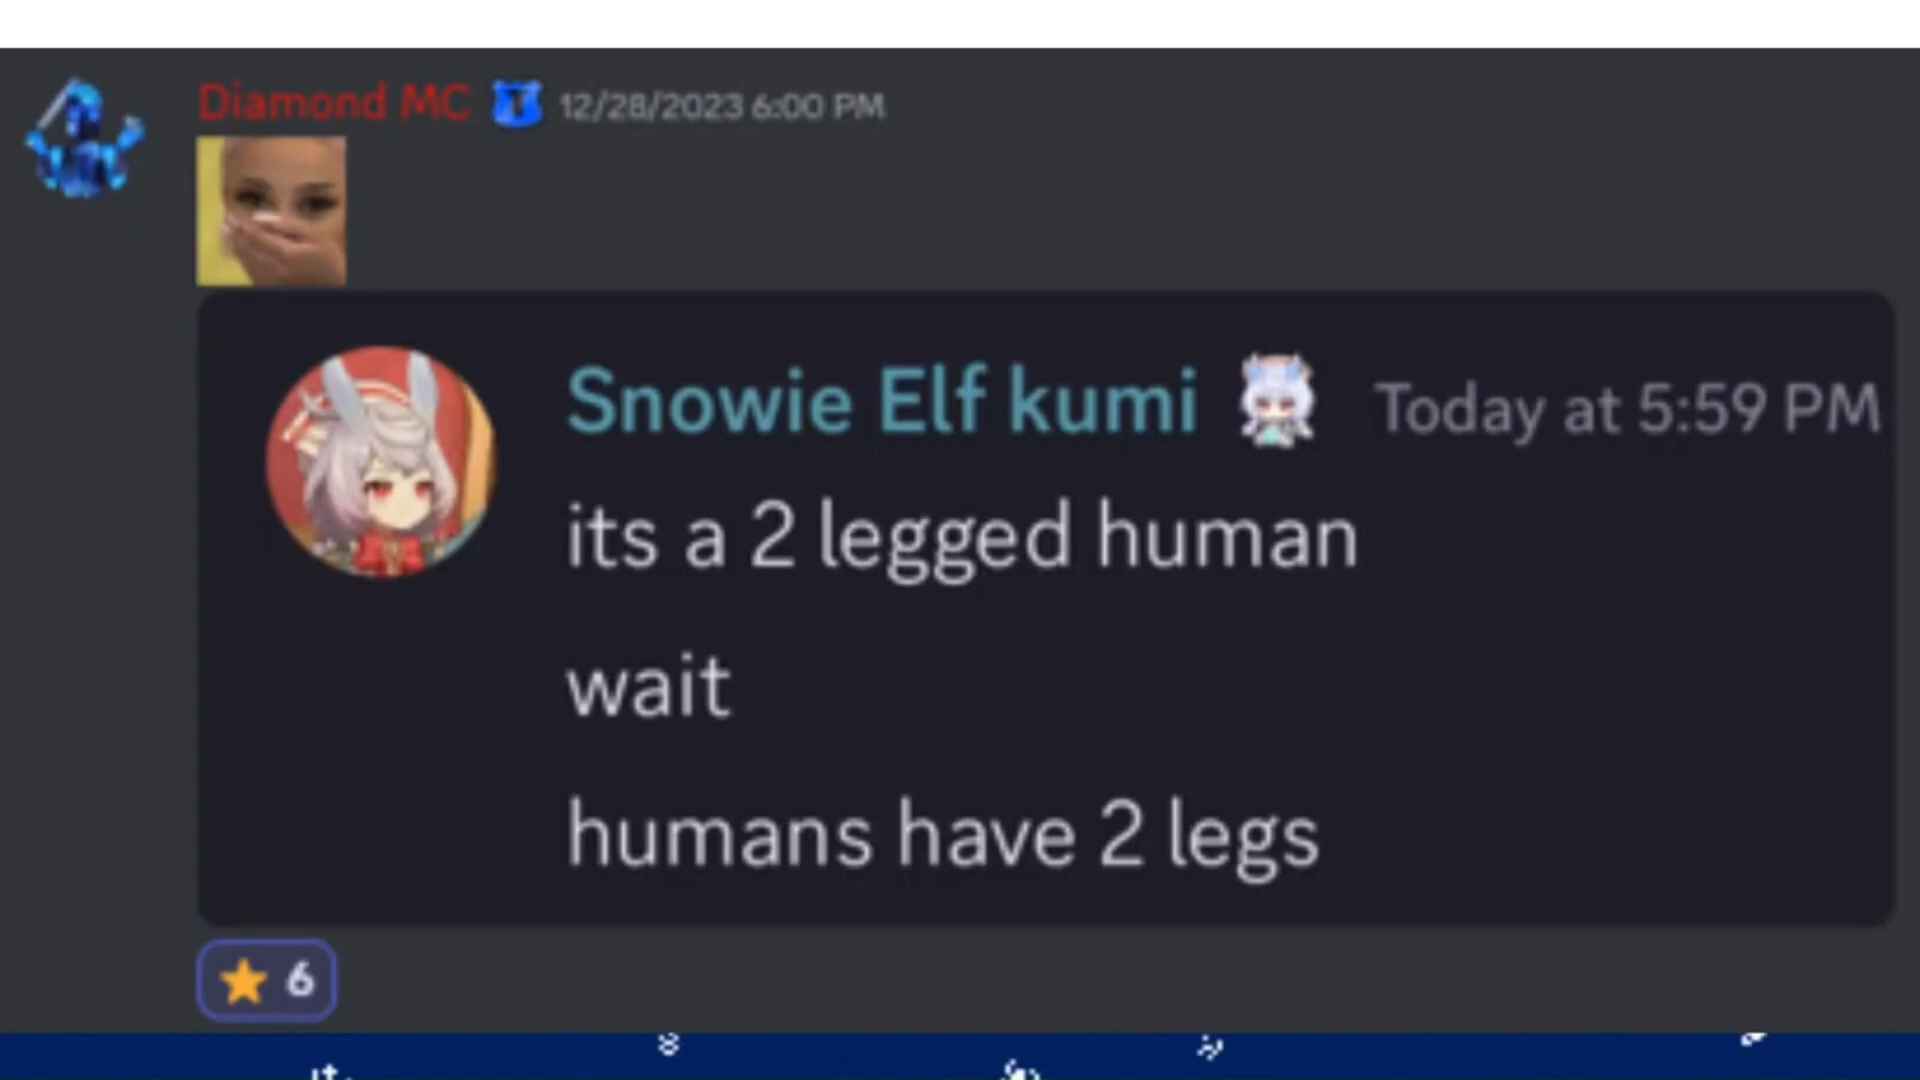 Diamond MC 12/28/2023 6:00 PM
Snowie Elf kumi Today at 5:59 PM
its a 2 legged human
wait
humans have 2 legs
6